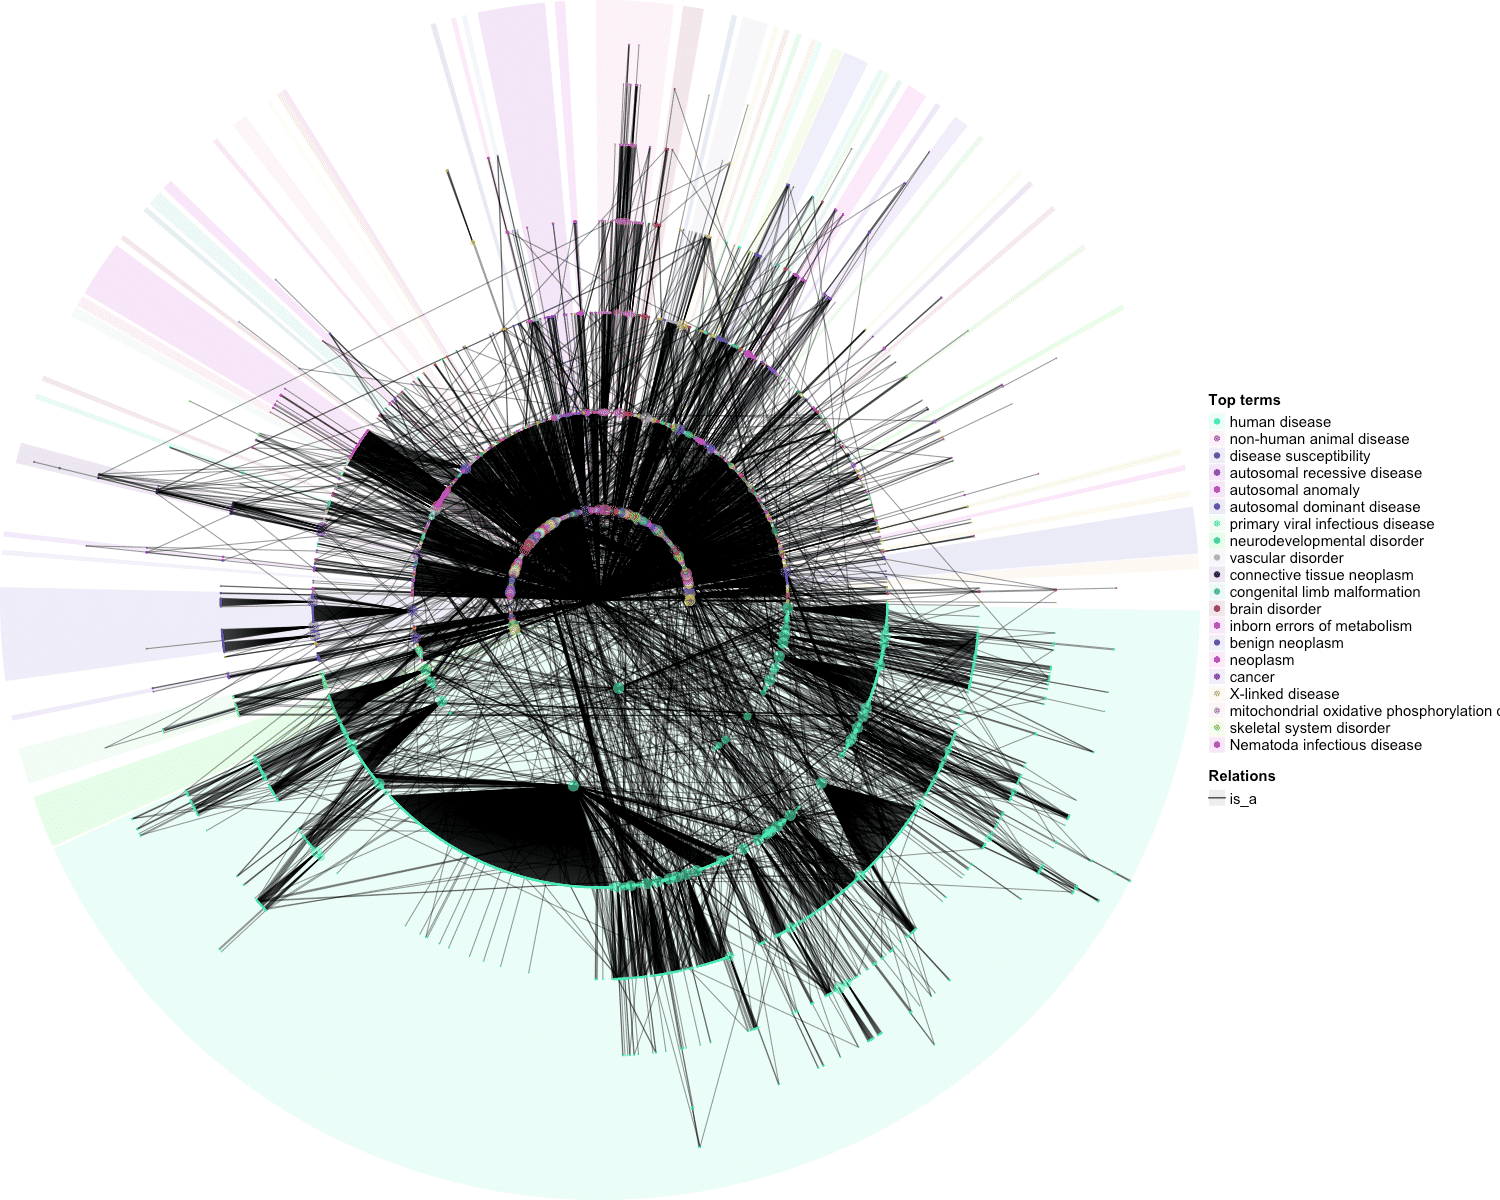 Top terms
human disease
non-human animal disease
disease susceptibility
autosomal recessive disease
autosomal anomaly
autosomal dominant disease
primary viral infectious disease
neurodevelopmental disorder
vascular disorder
connective tissue neoplasm
congenital limb malformation
brain disorder
inborn errors of metabolism
benign neoplasm
neoplasm
cancer
X-linked disease
mitochondrial oxidative phosphorylation
skeletal system disorder
Nematoda infectious disease
Relations
is_a